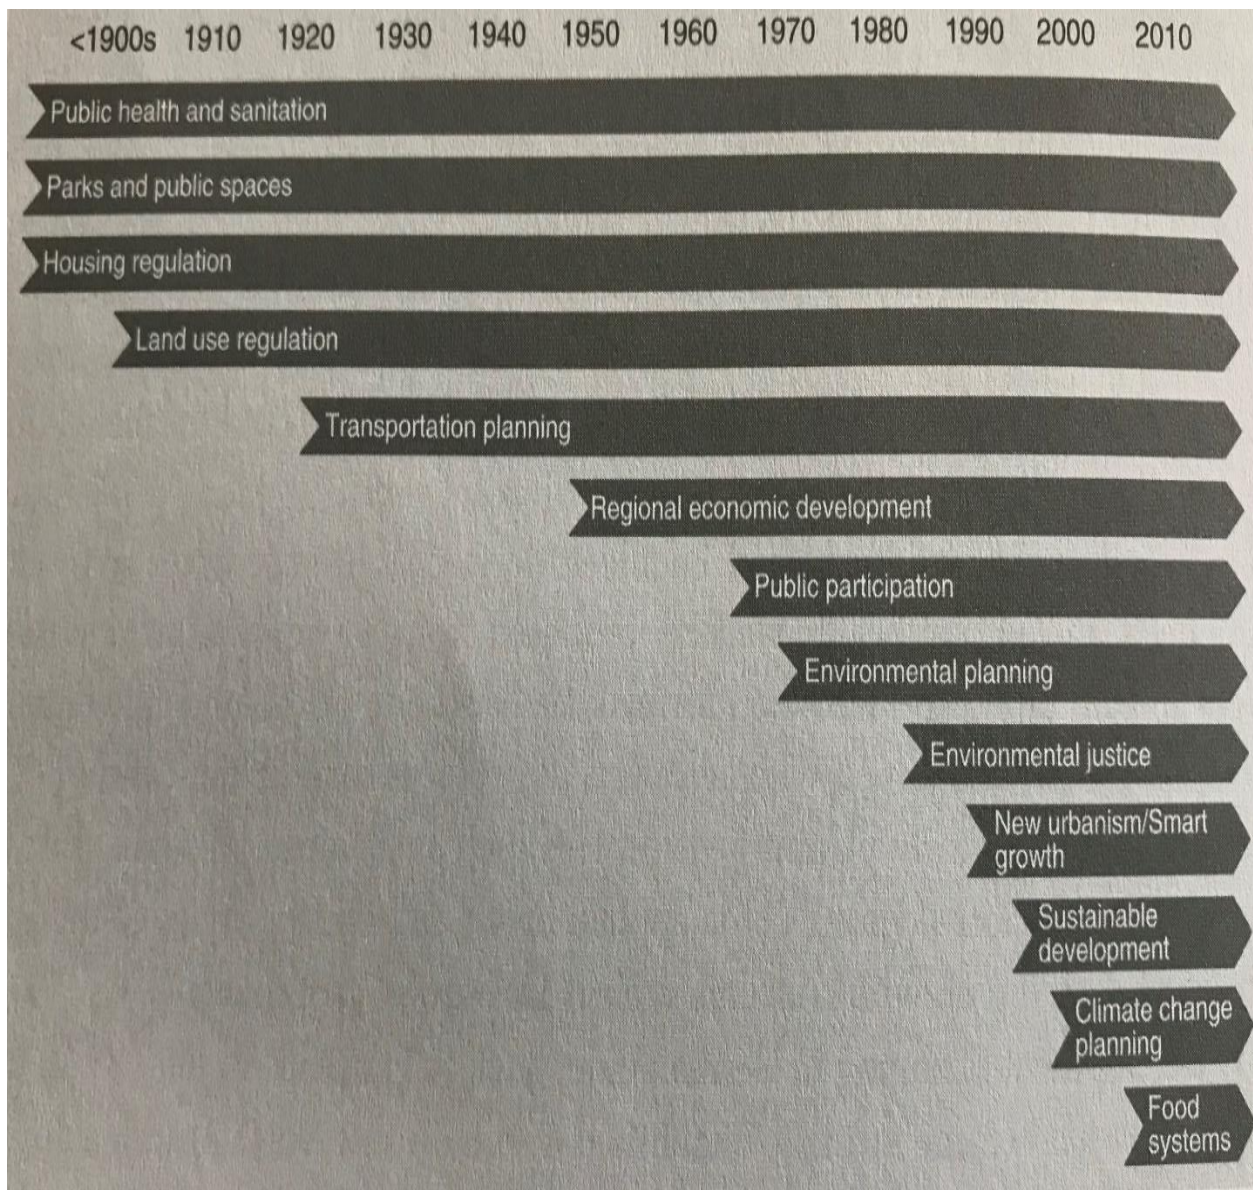 <1900s 1910 1920 1930 1940 1950 1960 1970 1980 1990 2000 2010
Public health and sanitation
Parks and public spaces
Housing regulation
Land use regulation
Transportation planning
Regional economic development
Public participation
Environmental planning
Environmental justice
New urbanism/Smart
growth
Sustainable
development
Climate change
planning
Food
systems